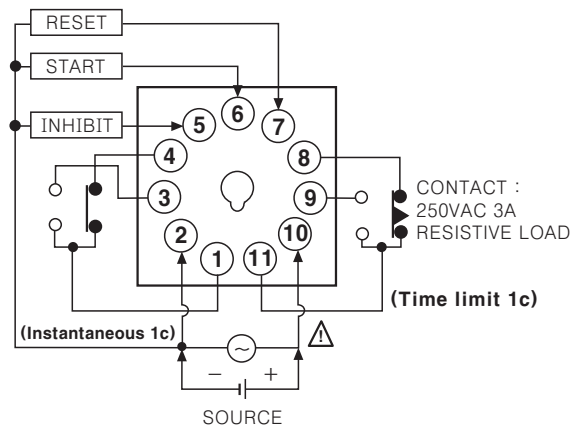 RESET
START
INHIBIT
6
5
7
4
8
3
9
2
10
1
11
CONTACT :
250VAC 3A
RESISTIVE LOAD
(Time limit 1c)
(Instantaneous 1c)
~
!
− +
SOURCE